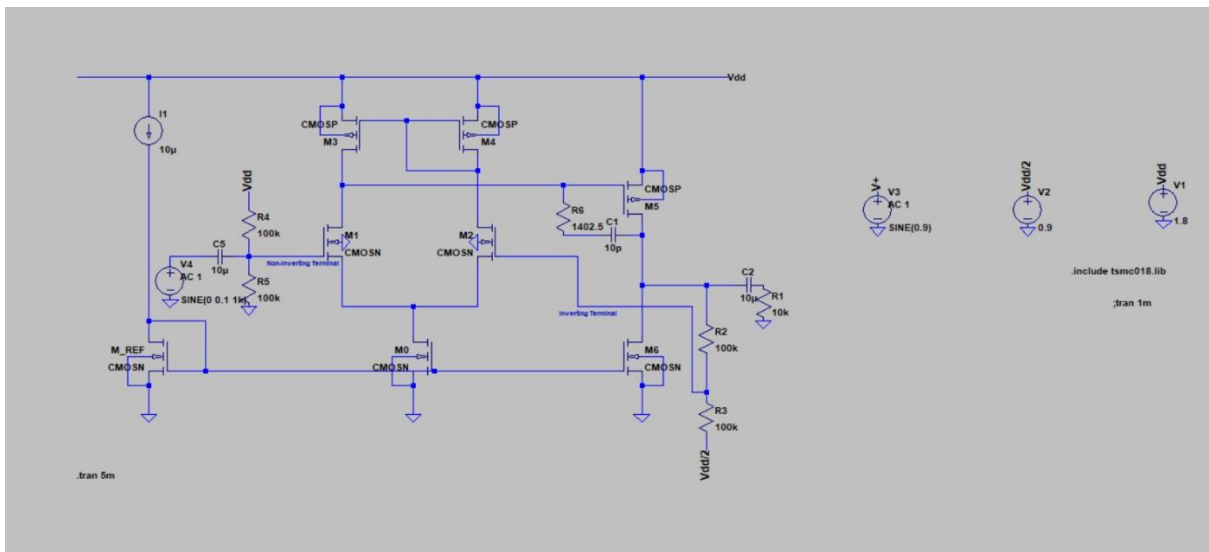 Vdd
I1
10µ
CMOSP
M3
CMOSP
M4
CMOSP
M5
Vdd
R4
100k
C5
10µ
V4
AC 1
SINE(0 0.1 1k)
R5
100k
Non-Inverting Terminal
M1
CMOSN
M2
CMOSN
R6
1402.5
C1
10p
Inverting Terminal
C2
10µ
R1
10k
R2
100k
R3
100k
Vdd/2
M_REF
CMOSN
M0
CMOSN
M6
CMOSN
.tran 5m
V+
V3
AC 1
SINE(0.9)
Vdd/2
V2
0.9
Vdd
V1
1.8
.include tsmc018.lib
;tran 1m